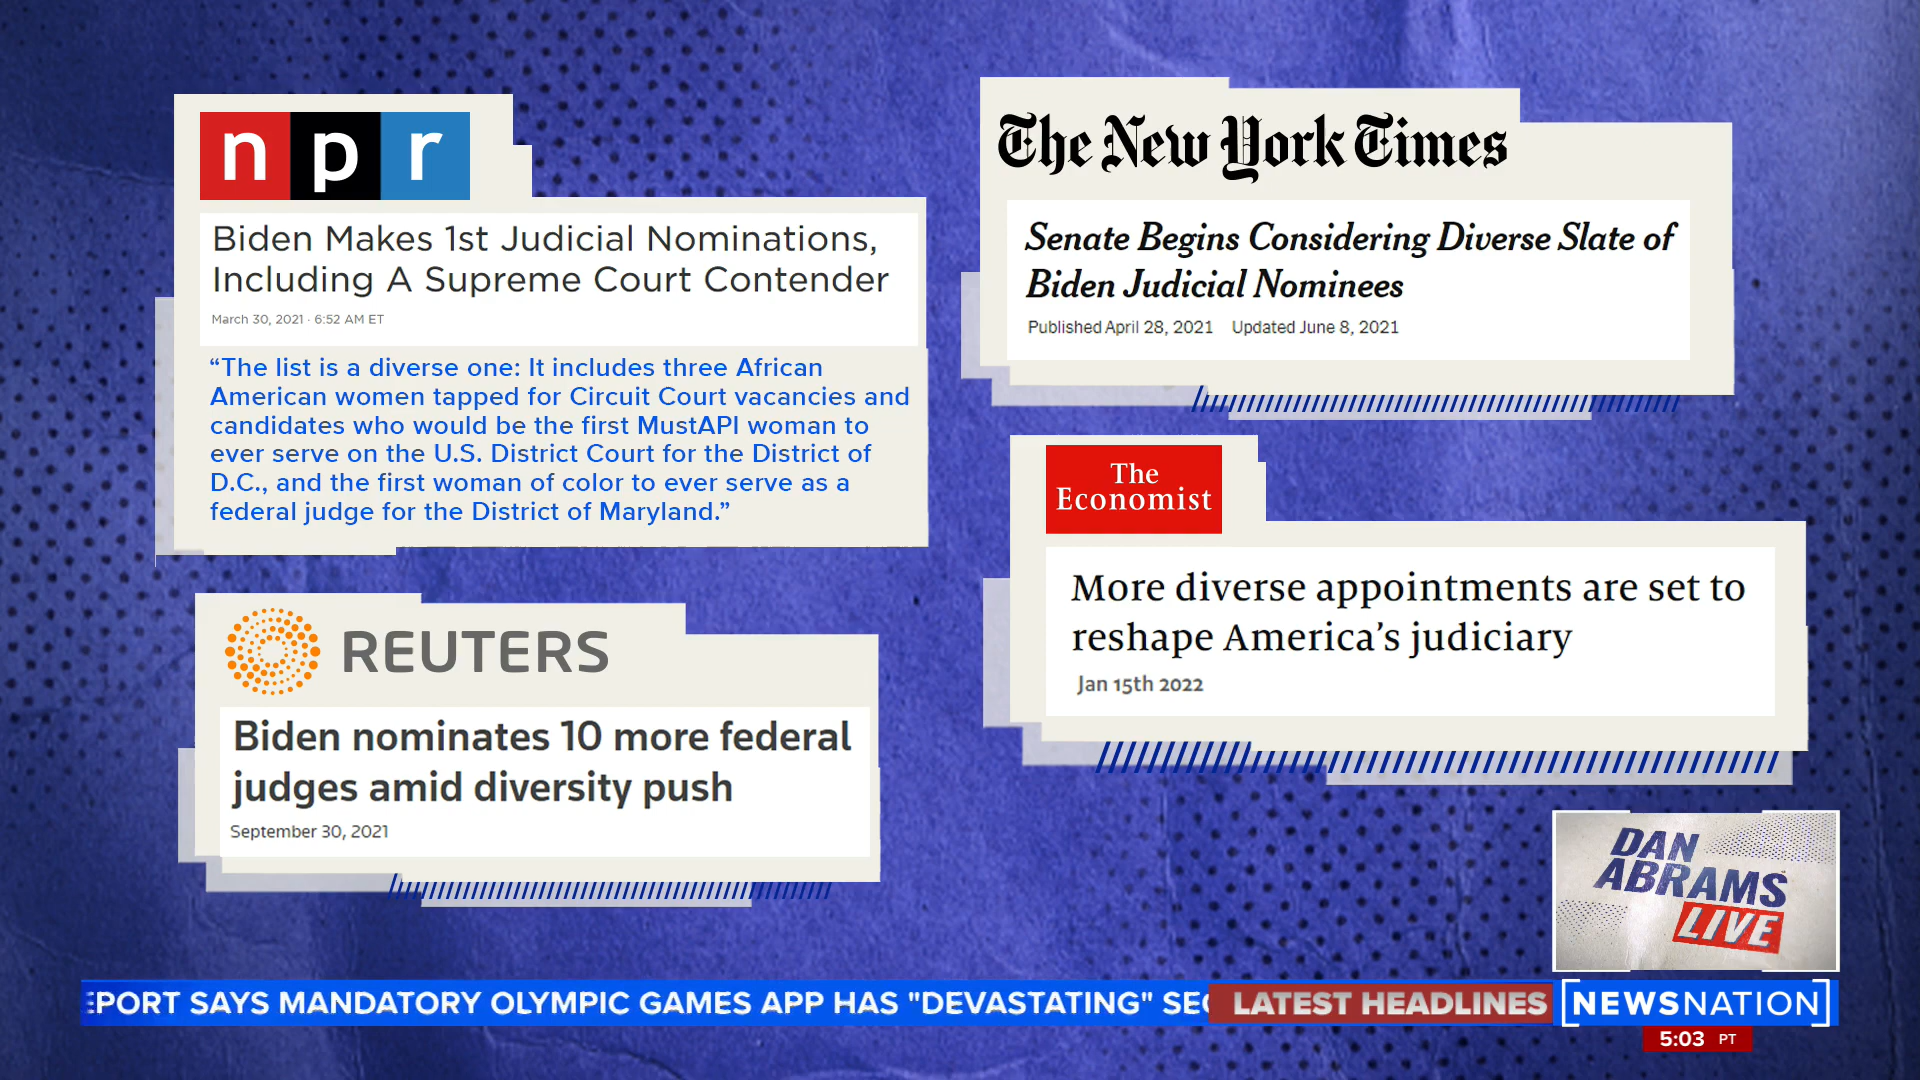 npr
Biden Makes 1st Judicial Nominations,
Including A Supreme Court Contender
March 30, 2021 · 6:52 AM ET
“The list is a diverse one: It includes three African
American women tapped for Circuit Court vacancies and
candidates who would be the first MustAPI woman to
ever serve on the U.S. District Court for the District of
D.C., and the first woman of color to ever serve as a
federal judge for the District of Maryland.”
The New York Times
Senate Begins Considering Diverse Slate of
Biden Judicial Nominees
Published April 28, 2021 Updated June 8, 2021
The
Economist
More diverse appointments are set to
reshape America’s judiciary
Jan 15th 2022
REUTERS
Biden nominates 10 more federal
judges amid diversity push
September 30, 2021
DAN
ABRAMS
LIVE
EPORT SAYS MANDATORY OLYMPIC GAMES APP HAS "DEVASTATING" SEC
LATEST HEADLINES
[NEWSNATION]
5:03 PT